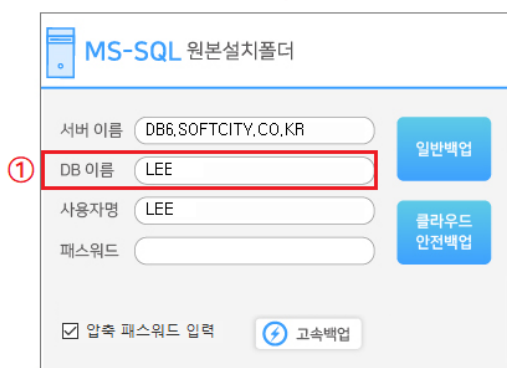 MS-SQL 원본설치폴더
서버 이름 DB6,SOFTCITY,CO,KR
일반백업
① DB 이름 LEE
사용자명 LEE
클라우드
안전백업
패스워드
압축 패스워드 입력
고속백업